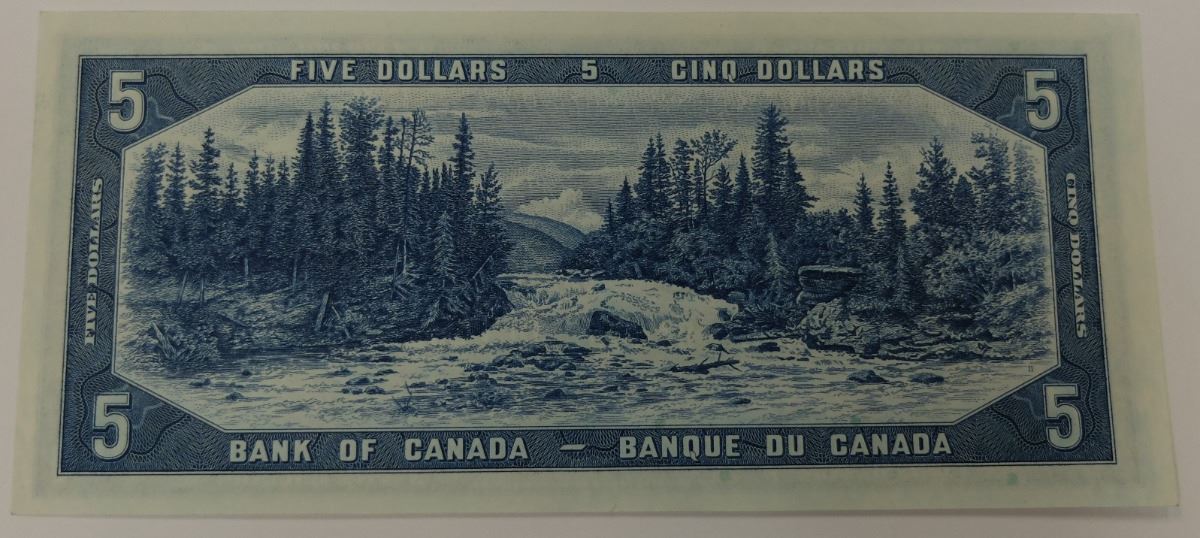 5 FIVE DOLLARS 5 CINQ DOLLARS 5
FIVE DOLLARS
CINQ DOLLARS
5 BANK OF CANADA — BANQUE DU CANADA 5